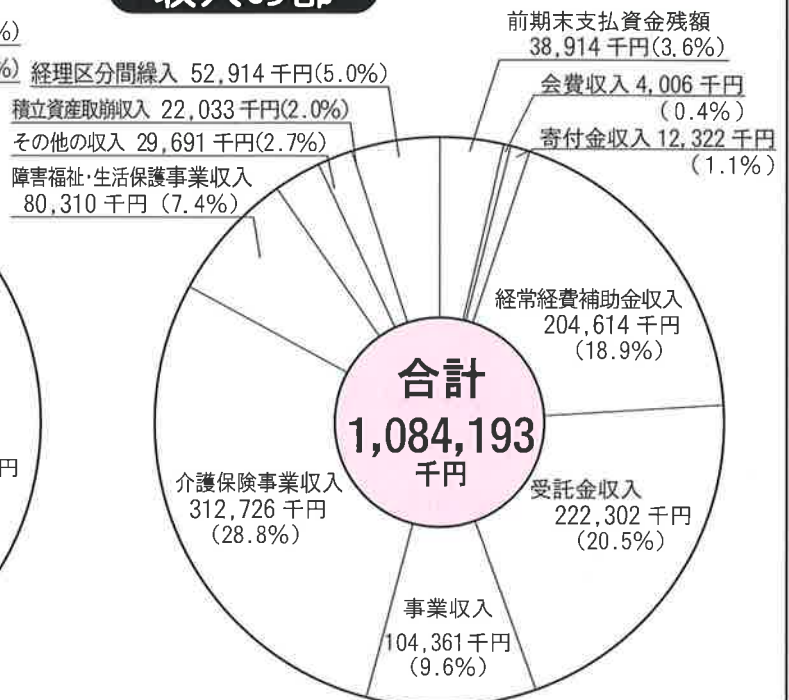 %)
%)
経理区分間繰入 52,914 千円(5.0%)
積立資産取崩収入 22,033 千円(2.0%)
その他の収入 29,691 千円(2.7%)
障害福祉・生活保護事業収入
80,310 千円 (7.4%)
前期末支払資金残額
38,914 千円(3.6%)
会費収入 4,006 千円
(0.4%)
寄付金収入 12,322 千円
(1.1%)
経常経費補助金収入
204,614 千円
(18.9%)
合計
1,084,193
千円
円
介護保険事業収入
312,726 千円
(28.8%)
受託金収入
222,302 千円
(20.5%)
事業収入
104,361千円
(9.6%)